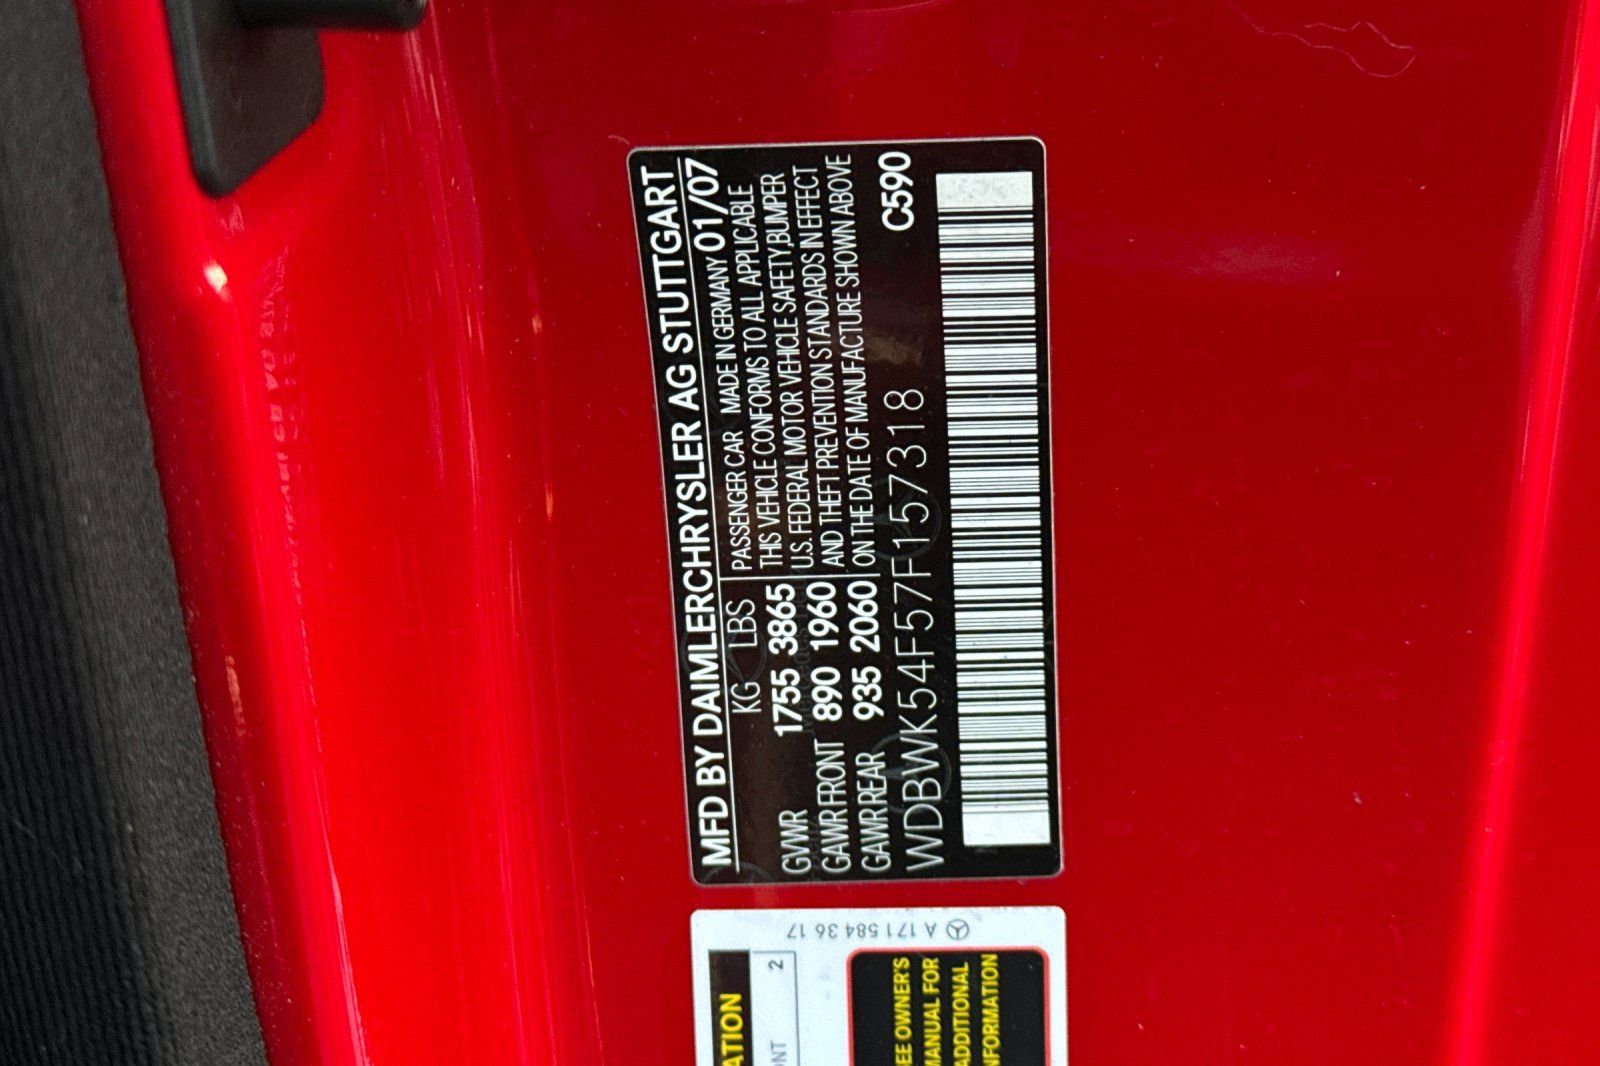 MFD BY DAIMLERCHRYSLER AG STUTTGART
KG LBS PASSENGER CAR MADE IN GERMANY 01/07
GVWR 1755 3865 THIS VEHICLE CONFORMS TO ALL APPLICABLE
U.S. FEDERAL MOTOR VEHICLE SAFETY,BUMPER
GAWR FRONT 890 1960 AND THEFT PREVENTION STANDARDS IN EFFECT
GAWR REAR 935 2060 ON THE DATE OF MANUFACTURE SHOWN ABOVE
WDBWK54F57F157318 C590
A 171 584 36 17
2
SEE OWNER'S
MANUAL FOR
ADDITIONAL
INFORMATION